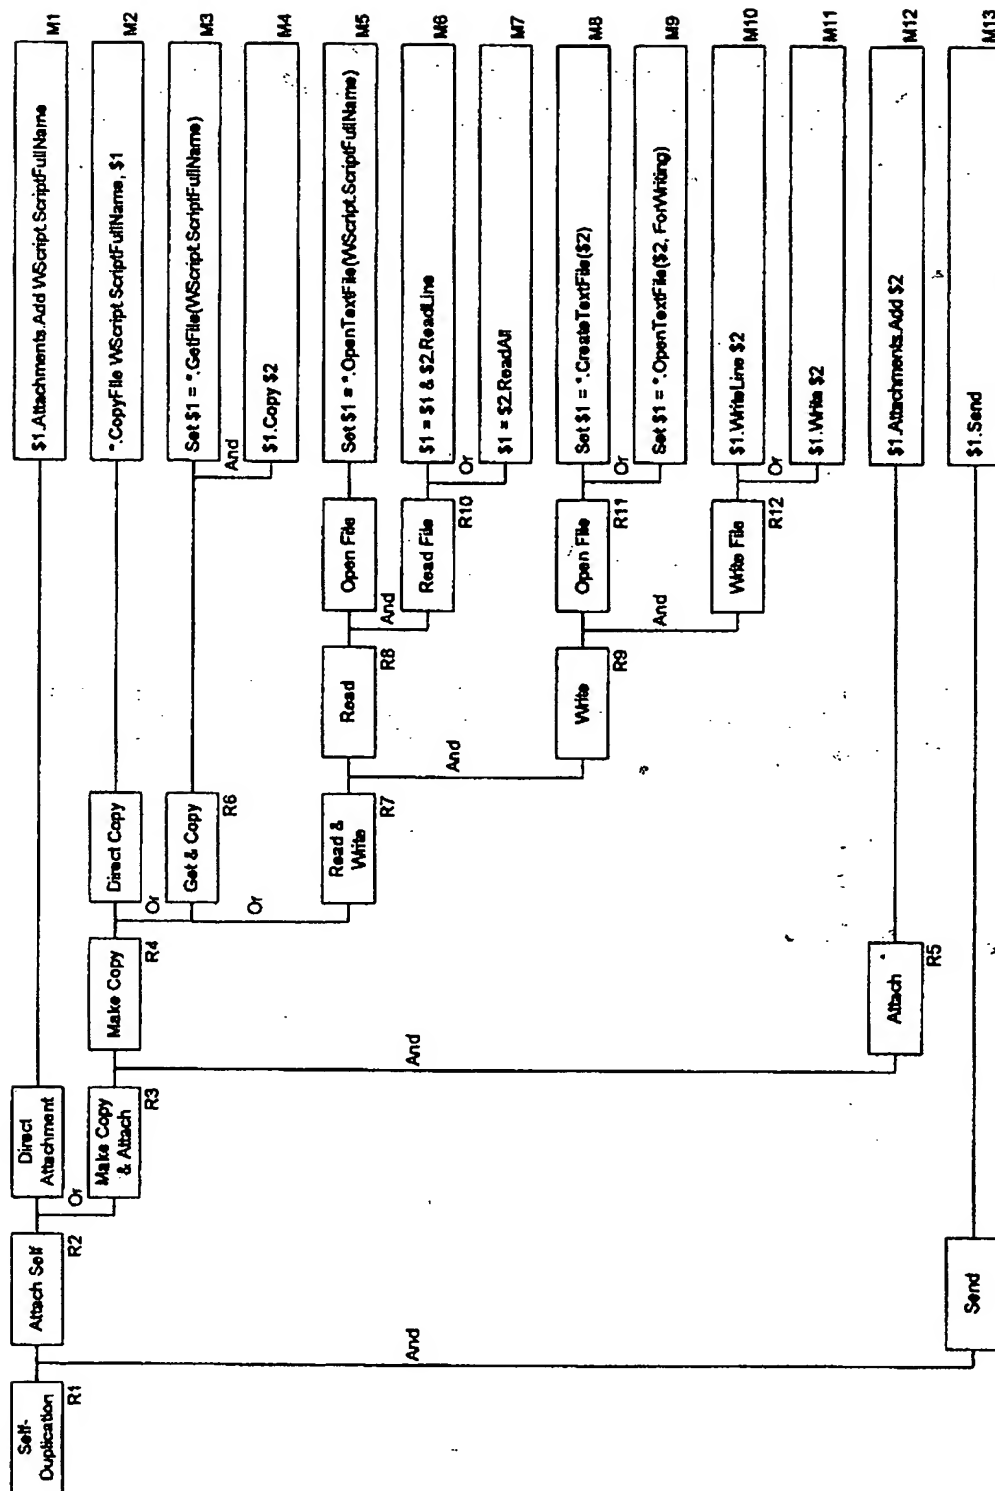 Self-
Duplication
R1
Attach Self
R2
And
Send
Direct
Attachment
Or
Make Copy
& Attach
R3
Make Copy
R4
And
Attach
R5
Direct Copy
Or
Get & Copy
R6
Or
Read &
Write
R7
Read
R8
And
Write
R9
Open File
And
Read File
R10
Open File
R11
And
Write File
R12
$1.Attachments.Add WScript.ScriptFullName
M1
*.CopyFile WScript.ScriptFullName, $1
M2
Set $1 = *.GetFile(WScript.ScriptFullName)
M3
And
$1.Copy $2
M4
Set $1 = *.OpenTextFile(WScript.ScriptFullName)
M5
$1 = $1 & $2.ReadLine
M6
Or
$1 = $2.ReadAll
M7
Set $1 = *.CreateTextFile($2)
M8
Or
Set $1 = *.OpenTextFile($2, ForWriting)
M9
$1.WriteLine $2
M10
Or
$1.Write $2
M11
$1.Attachments.Add $2
M12
$1.Send
M13